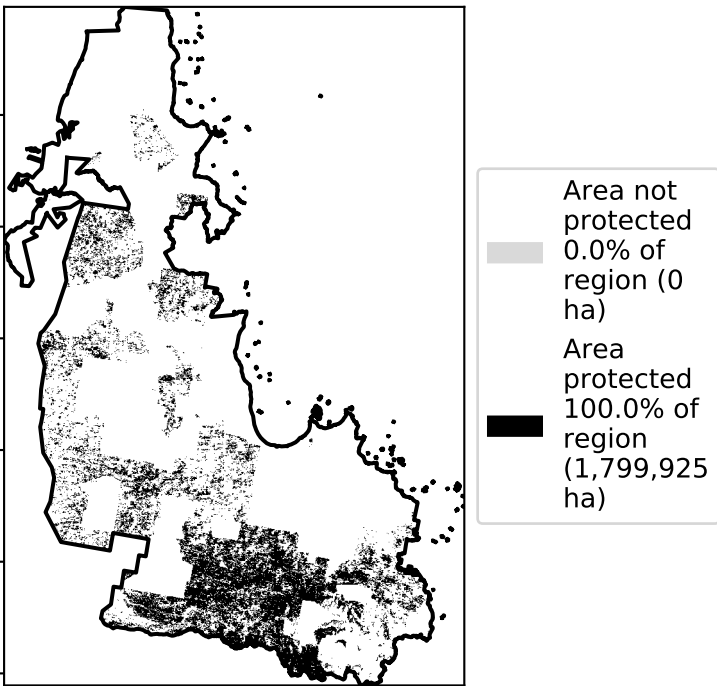 Area not
protected
0.0% of
region (0
ha)
Area
protected
100.0% of
region
(1,799,925
ha)